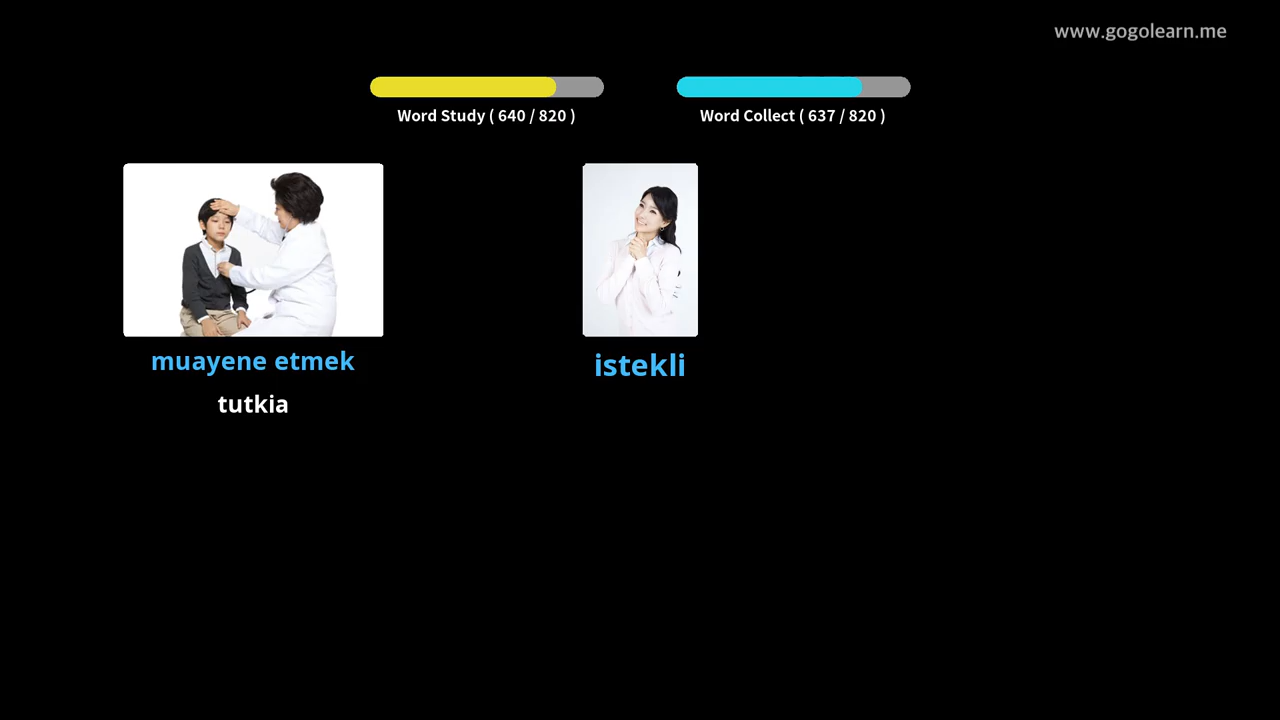 www.gogolearn.me
Word Study ( 640 / 820 )
Word Collect ( 637 / 820 )
muayene etmek
tutkia
istekli